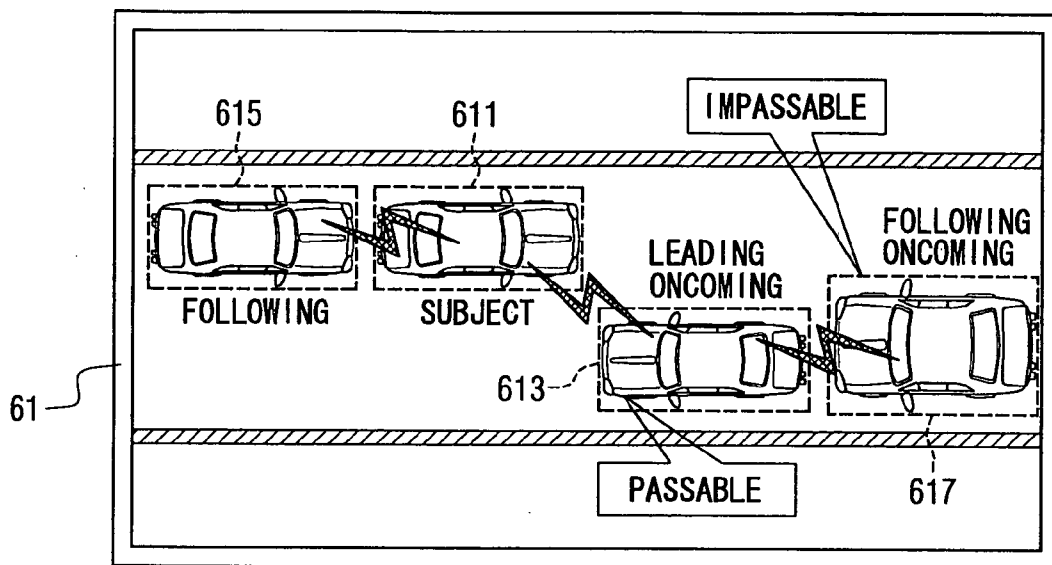 IMPASSABLE
615
611
FOLLOWING
ONCOMING
LEADING
ONCOMING
FOLLOWING
SUBJECT
613
61
PASSABLE
617